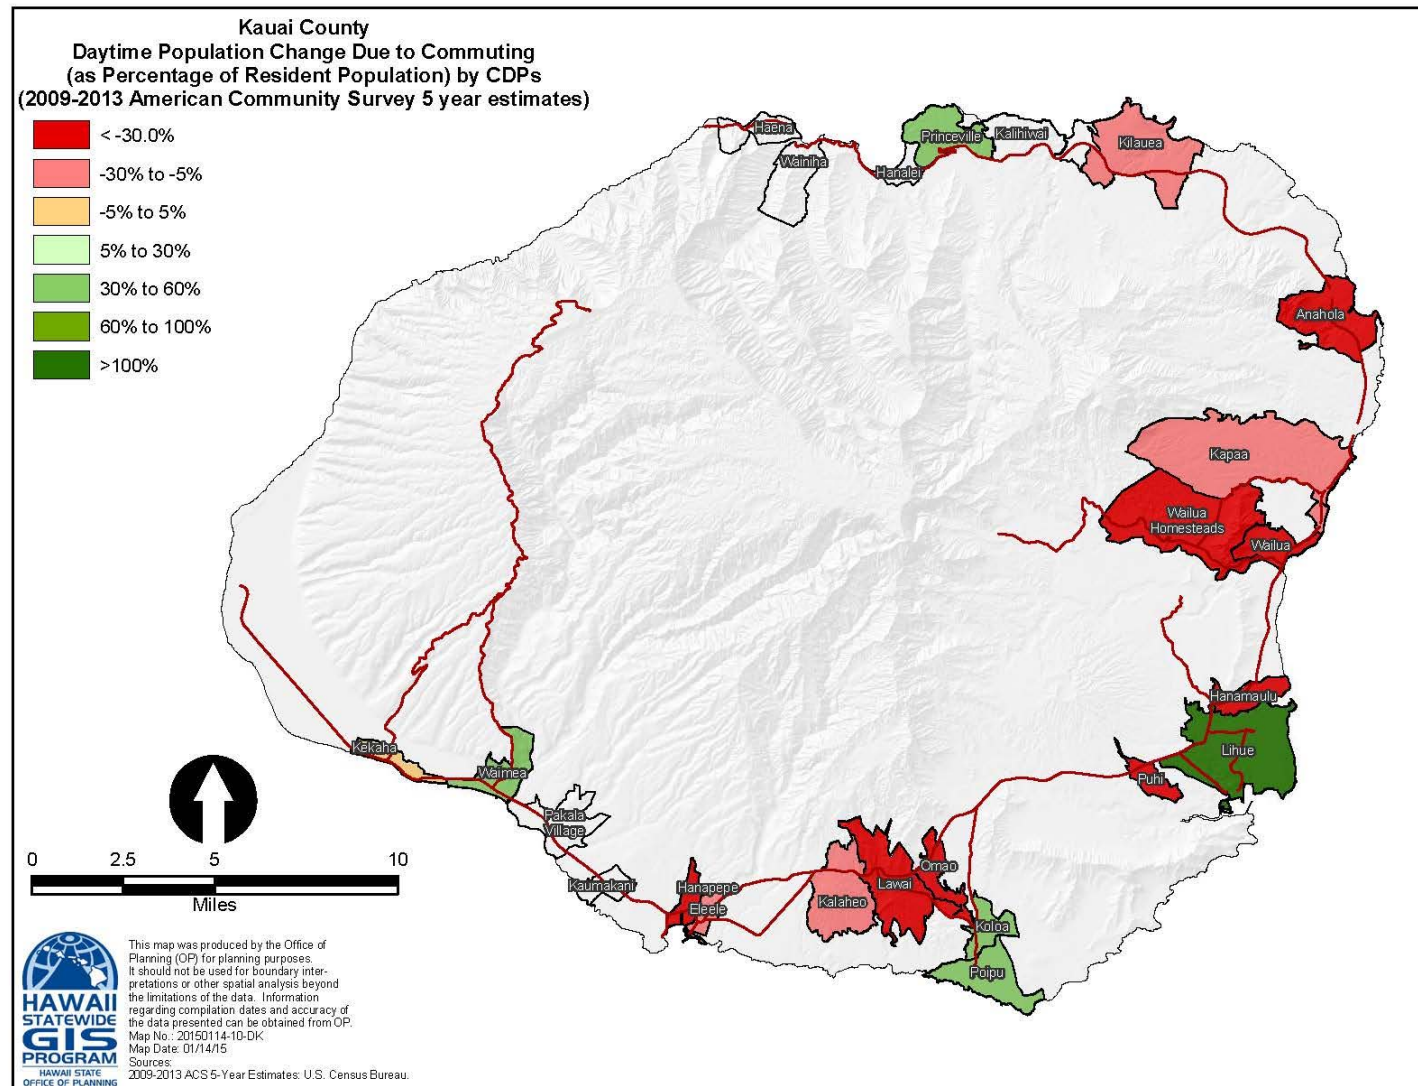 Kauai County
Daytime Population Change Due to Commuting
(as Percentage of Resident Population) by CDPs
(2009-2013 American Community Survey 5 year estimates)
< -30.0%
-30% to -5%
-5% to 5%
5% to 30%
30% to 60%
60% to 100%
>100%
Haena
Wainiha
Hanalei
Princeville
Kalihiwai
Kilauea
Anahola
Kapaa
Wailua
Homesteads
Wailua
Hanamaulu
Lihue
Puhi
Kekaha
Waimea
Pakala
Village
Kaumakani
Hanapepe
Eleele
Kalaheo
Lawai
Omao
Koloa
Poipu
0 2.5 5 10
Miles
HAWAII
STATEWIDE
GIS
PROGRAM
HAWAII STATE
OFFICE OF PLANNING
This map was produced by the Office of
Planning (OP) for planning purposes.
It should not be used for boundary inter-
pretations or other spatial analysis beyond
the limitations of the data. Information
regarding compilation dates and accuracy of
the data presented can be obtained from OP.
Map No.: 20150114-10-DK
Map Date: 01/14/15
Sources:
2009-2013 ACS 5-Year Estimates: U.S. Census Bureau.